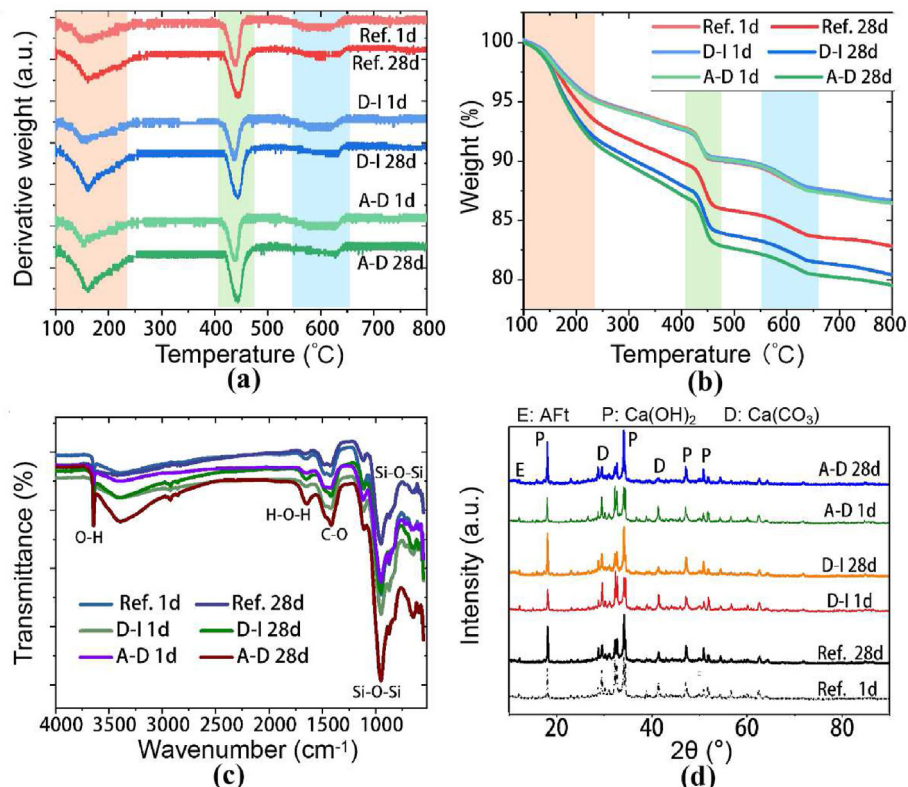 Derivative weight (a.u.)
Ref. 1d
Ref. 28d
D-I 1d
D-I 28d
A-D 1d
A-D 28d
100 200 300 400 500 600 700 800
Temperature (°C)
(a)
Weight (%)
100
95
90
85
80
Ref. 1d Ref. 28d
D-I 1d D-I 28d
A-D 1d A-D 28d
100 200 300 400 500 600 700 800
Temperature (°C)
(b)
Transmittance (%)
Si-O-Si
O-H
H-O-H
C-O
Ref. 1d Ref. 28d
D-I 1d D-I 28d
A-D 1d A-D 28d
Si-O-Si
4000 3000 2000 1000
Wavenumber (cm⁻¹)
(c)
E: AFt P: Ca(OH)₂ D: Ca(CO₃)
Intensity (a.u.)
E P D P D P P
A-D 28d
A-D 1d
D-I 28d
D-I 1d
Ref. 28d
Ref. 1d
20 40 60 80
2θ (°)
(d)